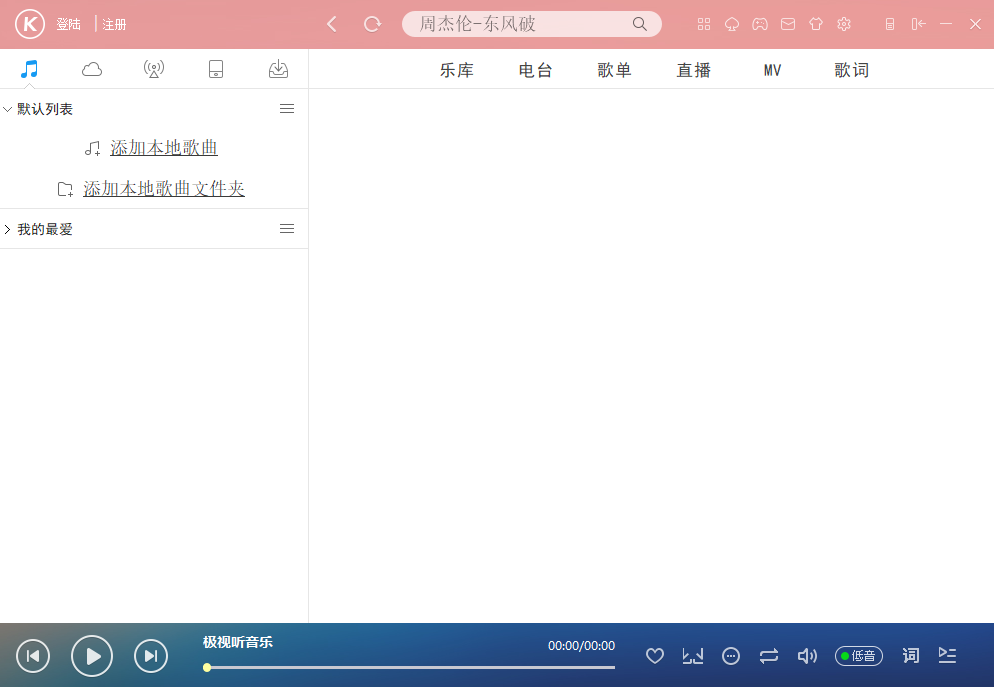 K 登陆 注册 周杰伦-东风破
乐库 电台 歌单 直播 MV 歌词
默认列表
添加本地歌曲
添加本地歌曲文件夹
我的最爱
极视听音乐 00:00/00:00
低音 词